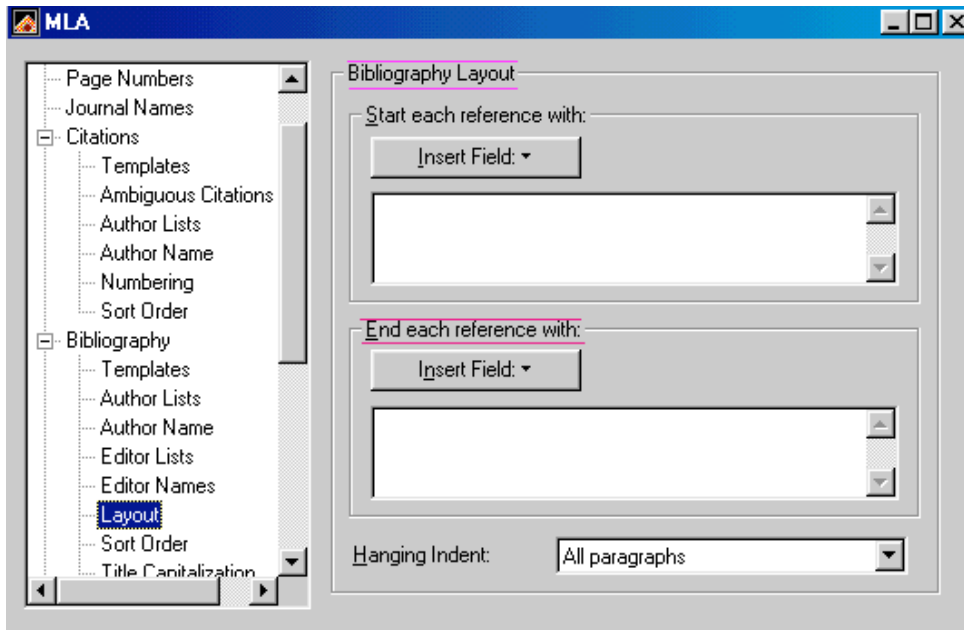 MLA
Page Numbers
Journal Names
Citations
Templates
Ambiguous Citations
Author Lists
Author Name
Numbering
Sort Order
Bibliography
Templates
Author Lists
Author Name
Editor Lists
Editor Names
Layout
Sort Order
Title Capitalization
Bibliography Layout
Start each reference with:
Insert Field:
End each reference with:
Insert Field:
Hanging Indent: All paragraphs